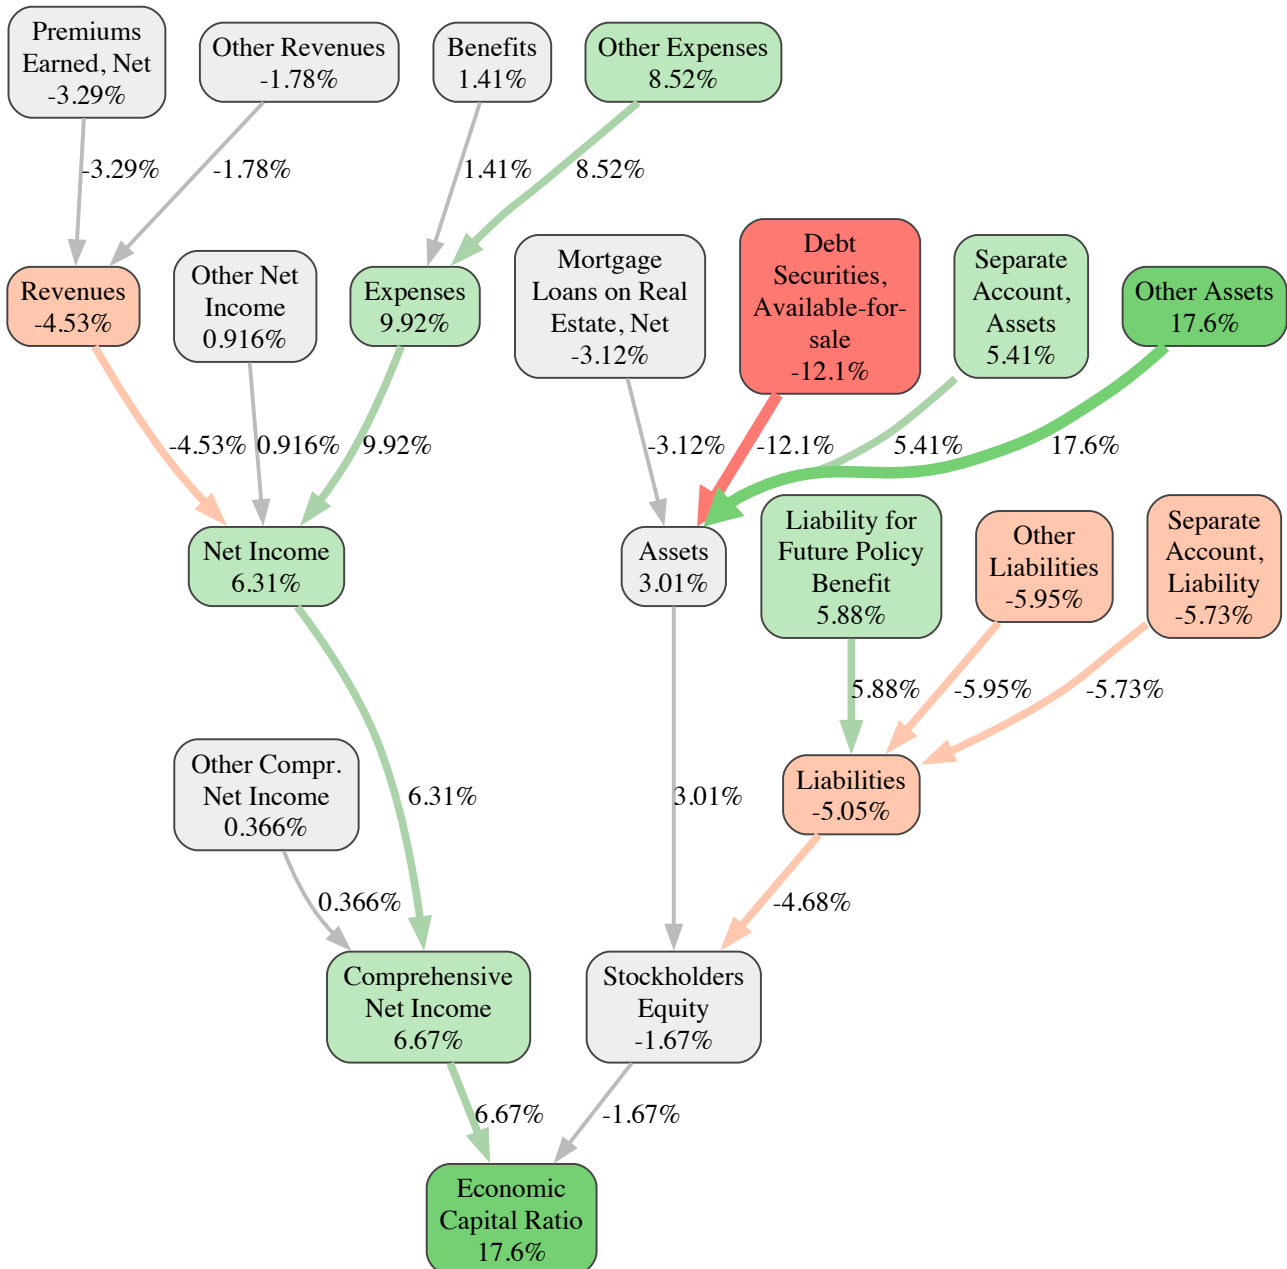 Premiums
Earned, Net
-3.29%
Other Revenues
-1.78%
Benefits
1.41%
Other Expenses
8.52%
-3.29%
-1.78%
1.41%
8.52%
Revenues
-4.53%
Other Net
Income
0.916%
Expenses
9.92%
Mortgage
Loans on Real
Estate, Net
-3.12%
Debt
Securities,
Available-for-
sale
-12.1%
Separate
Account,
Assets
5.41%
Other Assets
17.6%
-4.53%
0.916%
9.92%
-3.12%
-12.1%
5.41%
17.6%
Net Income
6.31%
Assets
3.01%
Liability for
Future Policy
Benefit
5.88%
Other
Liabilities
-5.95%
Separate
Account,
Liability
-5.73%
5.88%
-5.95%
-5.73%
Other Compr.
Net Income
0.366%
6.31%
3.01%
Liabilities
-5.05%
0.366%
-4.68%
Comprehensive
Net Income
6.67%
Stockholders
Equity
-1.67%
6.67%
-1.67%
Economic
Capital Ratio
17.6%